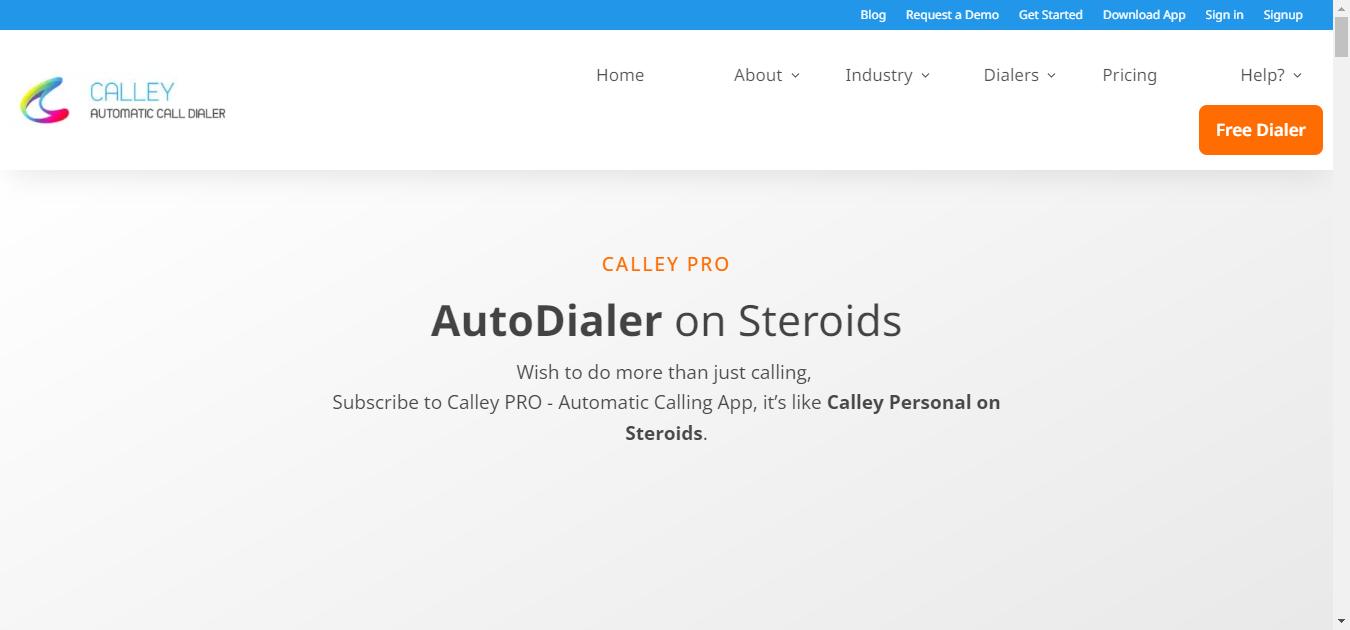 Blog Request a Demo Get Started Download App Sign in Signup
CALLEY
AUTOMATIC CALL DIALER
Home About Industry Dialers Pricing Help?
Free Dialer
CALLEY PRO
AutoDialer on Steroids
Wish to do more than just calling,
Subscribe to Calley PRO - Automatic Calling App, it’s like Calley Personal on
Steroids.